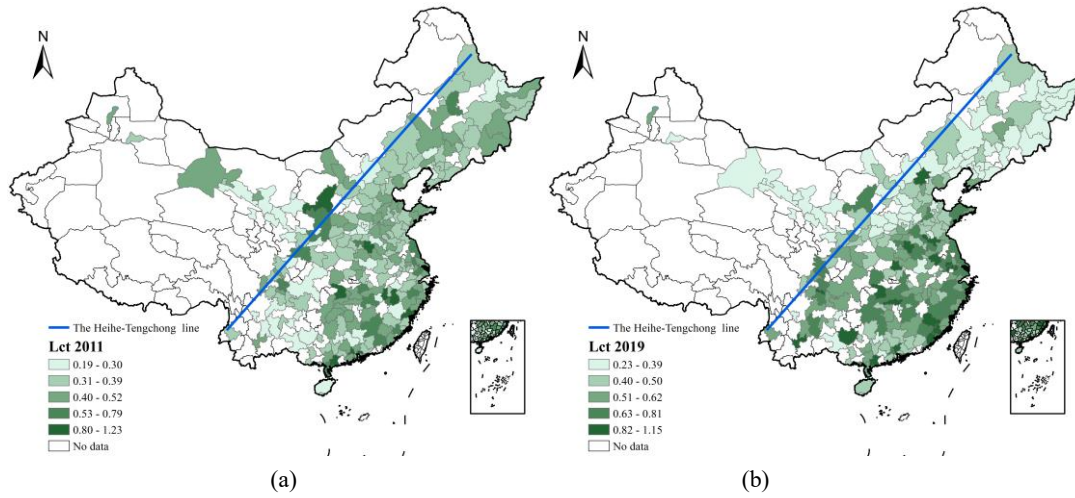 N
The Heihe-Tengchong line
Lct 2011
0.19 - 0.30
0.31 - 0.39
0.40 - 0.52
0.53 - 0.79
0.80 - 1.23
No data
(a)
N
The Heihe-Tengchong line
Lct 2019
0.23 - 0.39
0.40 - 0.50
0.51 - 0.62
0.63 - 0.81
0.82 - 1.15
No data
(b)